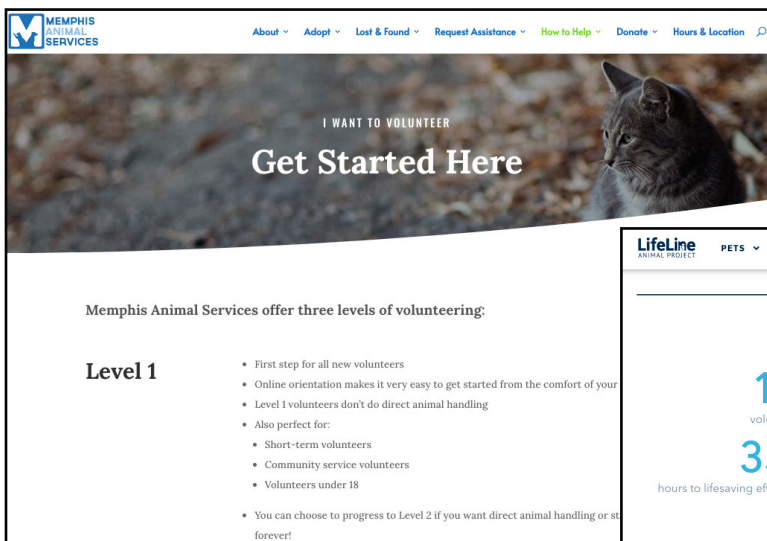 MEMPHIS
ANIMAL
SERVICES
About Adopt Lost & Found Request Assistance How to Help Donate Hours & Location
I WANT TO VOLUNTEER
Get Started Here
LifeLine
ANIMAL PROJECT
PETS
Memphis Animal Services offer three levels of volunteering:
Level 1
• First step for all new volunteers
• Online orientation makes it very easy to get started from the comfort of your
• Level 1 volunteers don't do direct animal handling
• Also perfect for:
• Short-term volunteers
• Community service volunteers
• Volunteers under 18
• You can choose to progress to Level 2 if you want direct animal handling or
forever!
hours to lifesaving